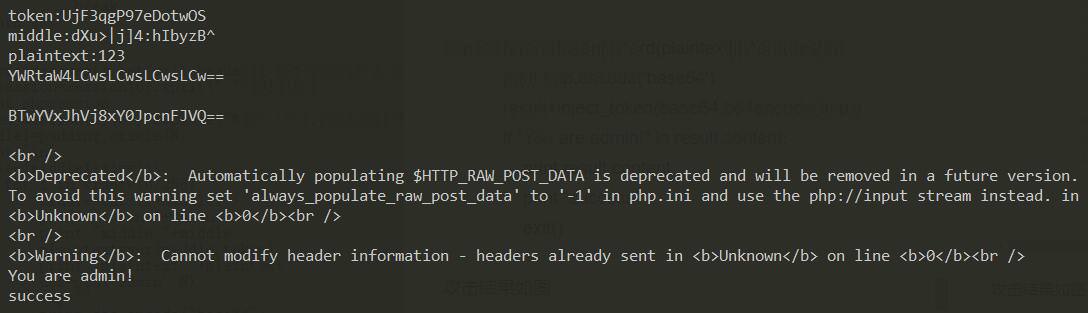 token:UjF3qgP97eDotwOS
middle:dXu>|j]4:hIbyzB^
plaintext:123
YWRtaW4LCwsLCwsLCwsLCw==
BTwYVxJhVj8xY0JpcnFJVQ==
<br />
<b>Deprecated</b>:  Automatically populating $HTTP_RAW_POST_DATA is deprecated and will be removed in a future version.
To avoid this warning set 'always_populate_raw_post_data' to '-1' in php.ini and use the php://input stream instead. in
<b>Unknown</b> on line <b>0</b><br />
<br />
<b>Warning</b>:  Cannot modify header information - headers already sent in <b>Unknown</b> on line <b>0</b><br />
You are admin!
success